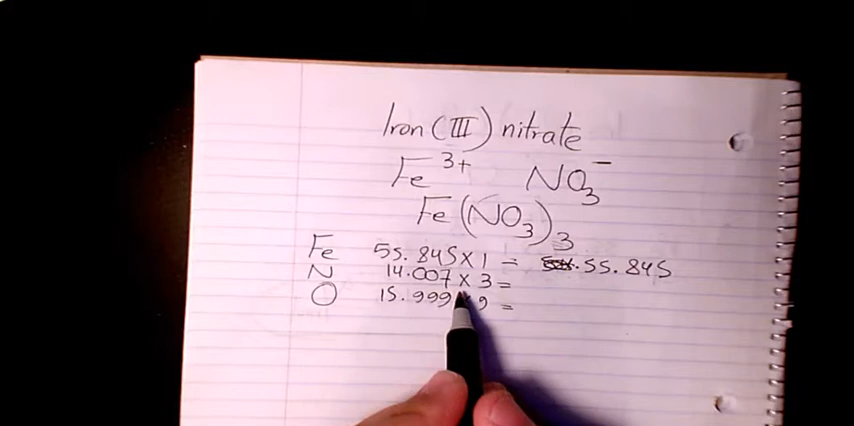 Iron (III) nitrate
Fe³⁺ NO₃⁻
Fe(NO₃)₃
Fe 55.845 x 1 = .55.845
N 14.007 x 3 =
O 15.999 x 9 =